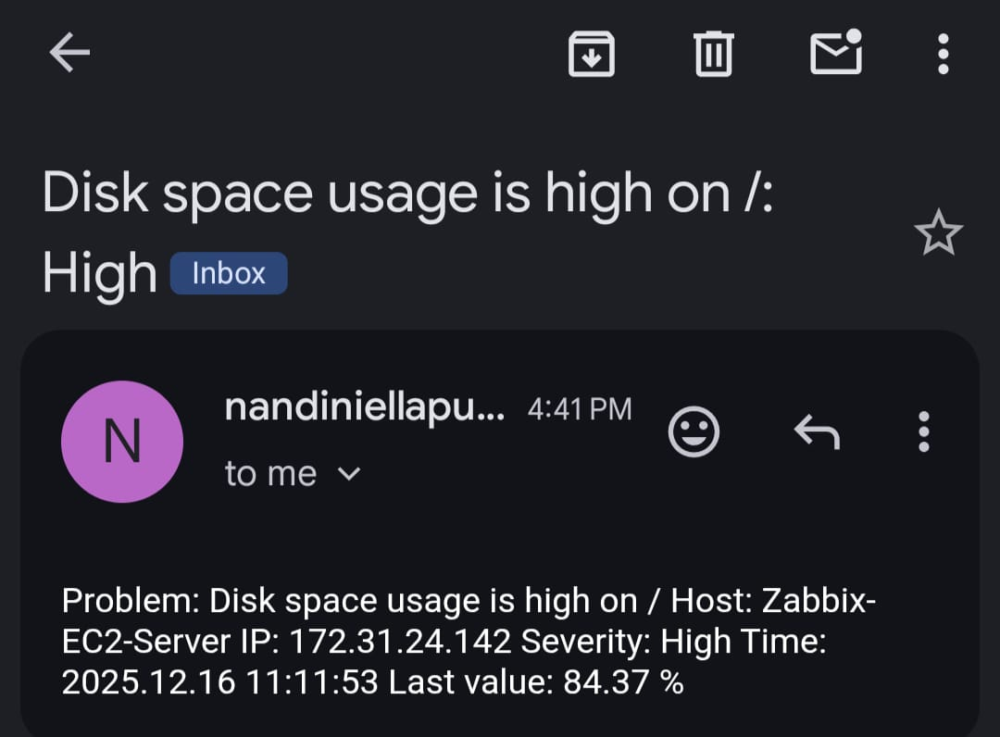 Disk space usage is high on /:
High Inbox
N
nandiniellapu... 4:41 PM
to me
Problem: Disk space usage is high on / Host: Zabbix-
EC2-Server IP: 172.31.24.142 Severity: High Time:
2025.12.16 11:11:53 Last value: 84.37 %